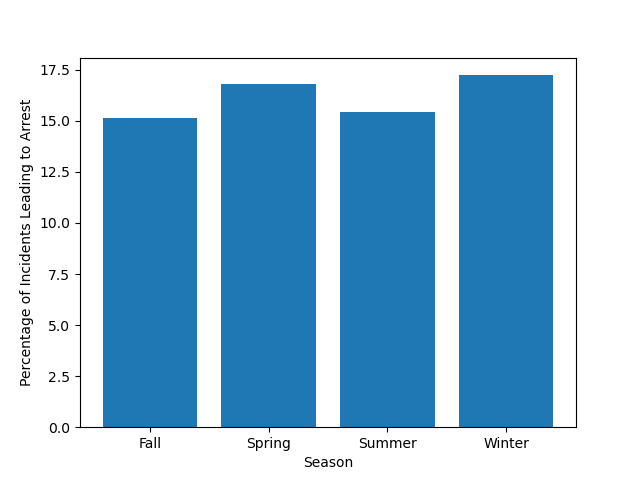 17.5
15.0
12.5
10.0
7.5
5.0
2.5
0.0
Percentage of Incidents Leading to Arrest
Fall Spring Summer Winter
Season